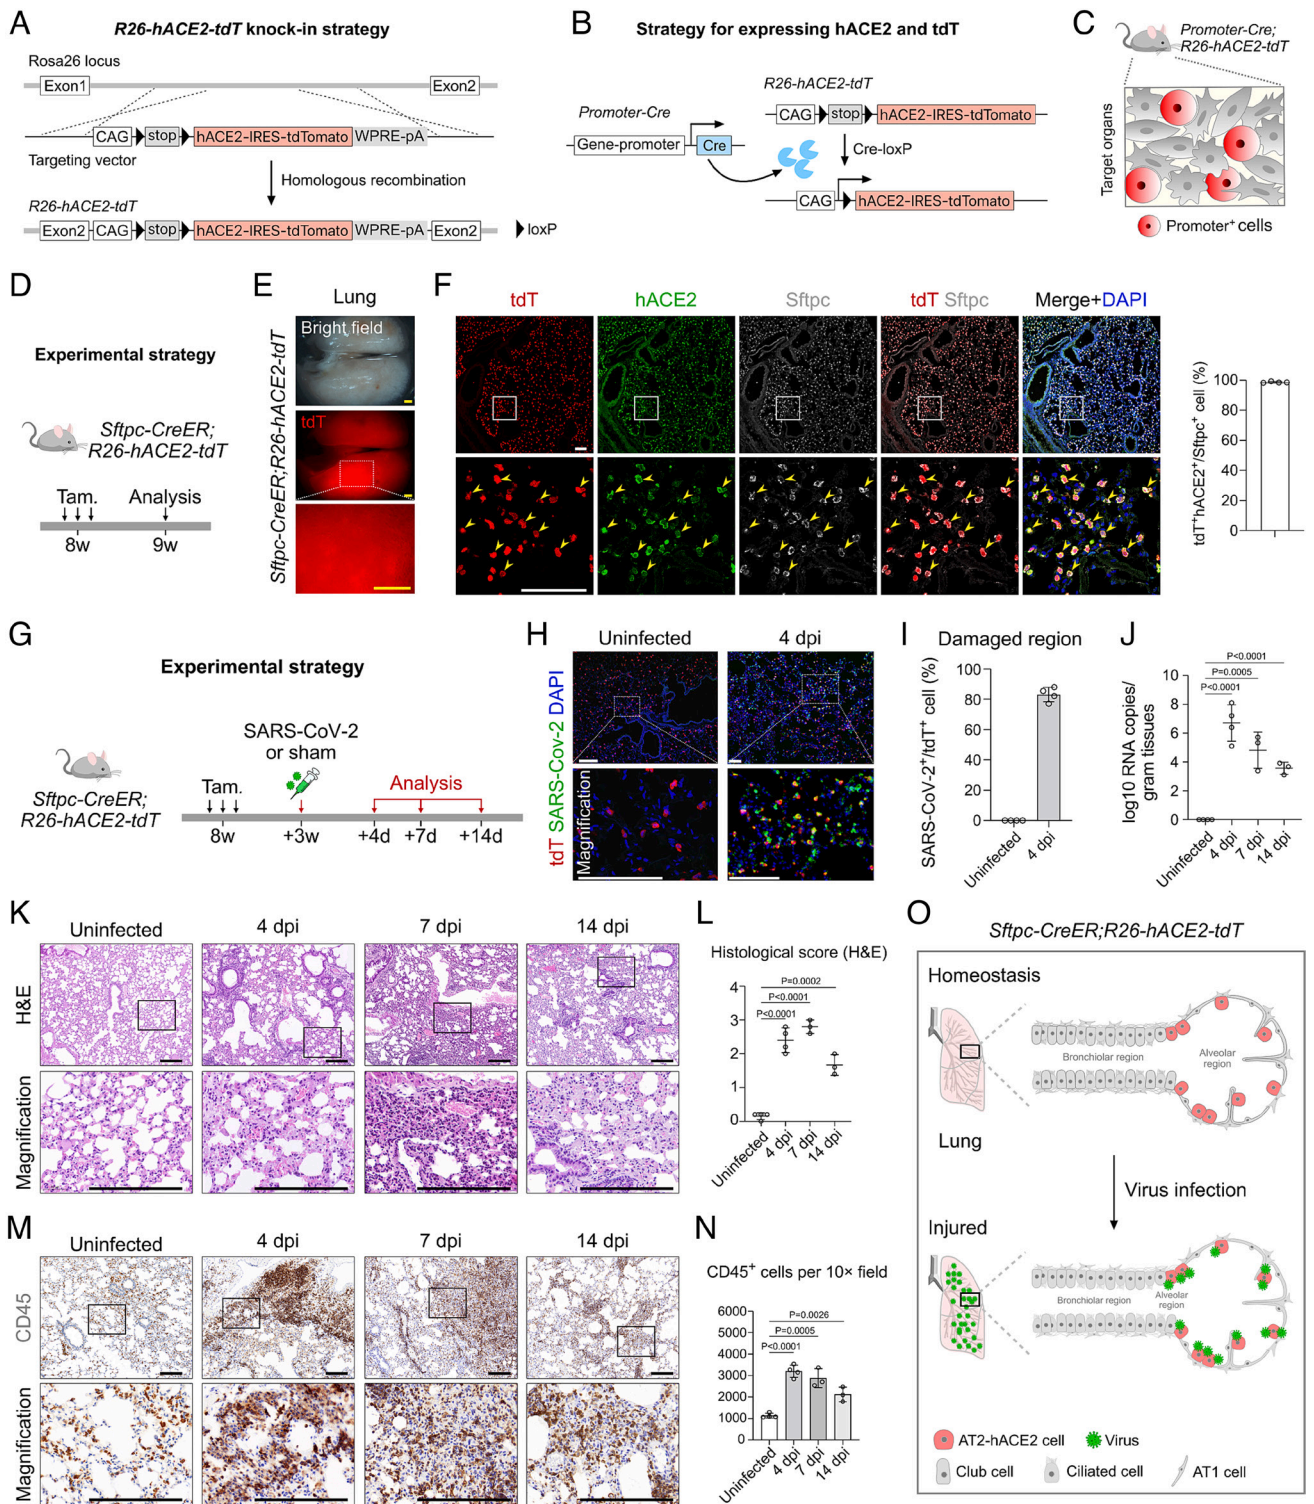 A
R26-hACE2-tdT knock-in strategy
Rosa26 locus
Exon1
Exon2
CAG
stop
hACE2-IRES-tdTomato
WPRE-pA
Targeting vector
Homologous recombination
R26-hACE2-tdT
Exon2
CAG
stop
hACE2-IRES-tdTomato
WPRE-pA
Exon2
loxP
B
Strategy for expressing hACE2 and tdT
R26-hACE2-tdT
Promoter-Cre
CAG
stop
hACE2-IRES-tdTomato
Gene-promoter
Cre
Cre-loxP
CAG
hACE2-IRES-tdTomato
C
Promoter-Cre;
R26-hACE2-tdT
Target organs
Promoter+ cells
D
Experimental strategy
Sftpc-CreER;
R26-hACE2-tdT
Tam.
Analysis
8w
9w
E
Lung
Sftpc-CreER;R26-hACE2-tdT
Bright field
tdT
F
tdT
hACE2
Sftpc
tdT Sftpc
Merge+DAPI
tdT+hACE2+/Sftpc+ cell (%)
100
80
60
40
20
0
G
Experimental strategy
SARS-CoV-2
or sham
Sftpc-CreER;
R26-hACE2-tdT
Tam.
Analysis
8w
+3w
+4d
+7d
+14d
H
Uninfected
4 dpi
tdT SARS-Cov-2 DAPI
Magnification
I
Damaged region
SARS-CoV-2+/tdT+ cell (%)
100
80
60
40
20
0
Uninfected
4 dpi
J
P<0.0001
P=0.0005
P<0.0001
log10 RNA copies/
gram tissues
10
8
6
4
2
0
Uninfected
4 dpi
7 dpi
14 dpi
K
Uninfected
4 dpi
7 dpi
14 dpi
H&E
Magnification
L
Histological score (H&E)
P=0.0002
P<0.0001
P<0.0001
4
3
2
1
0
Uninfected
4 dpi
7 dpi
14 dpi
M
Uninfected
4 dpi
7 dpi
14 dpi
CD45
Magnification
N
CD45+ cells per 10× field
P=0.0026
P=0.0005
P<0.0001
6000
5000
4000
3000
2000
1000
0
Uninfected
4 dpi
7 dpi
14 dpi
O
Sftpc-CreER;R26-hACE2-tdT
Homeostasis
Bronchiolar region
Alveolar
region
Lung
Virus infection
Injured
Bronchiolar region
Alveolar
region
AT2-hACE2 cell
Virus
Club cell
Ciliated cell
AT1 cell